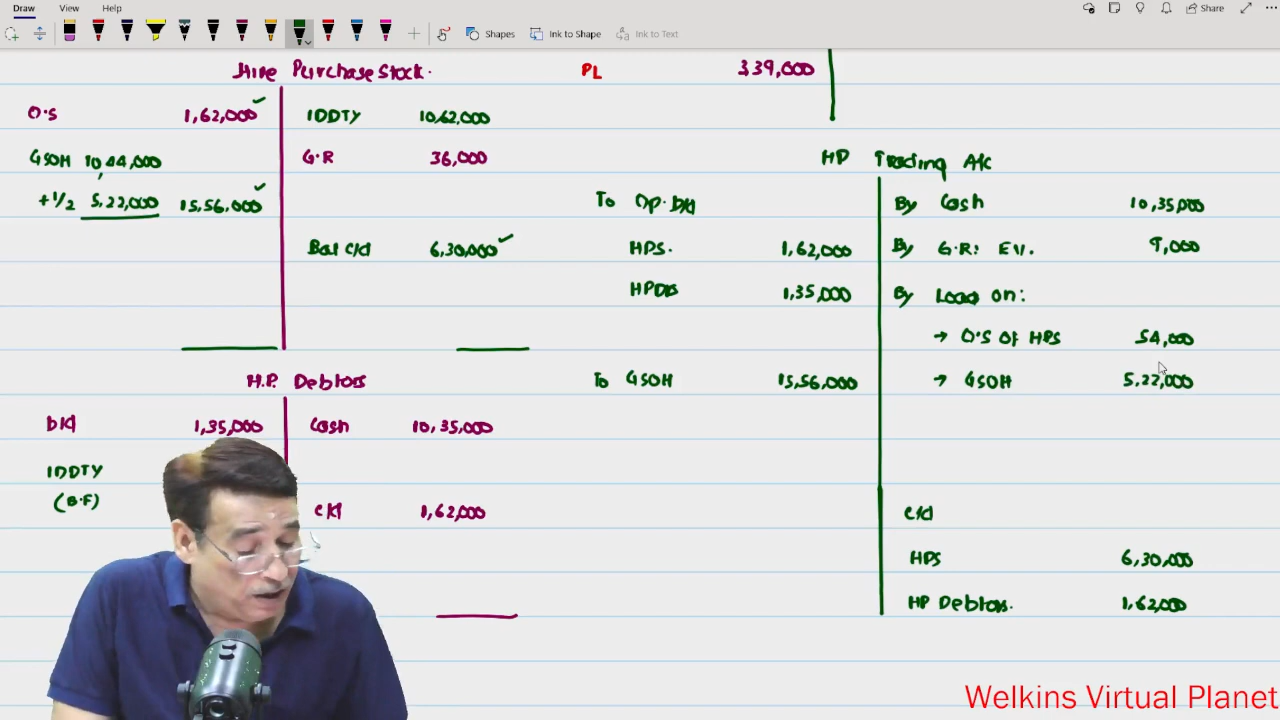 Draw View Help Share
Shapes Ink to Shape Ink to Text
Hire Purchase Stock. PL 3,39,000
O.S 1,62,000 IDDTY 10,62,000
GSOH 10,44,000 G.R 36,000 HP Trading A/c
+1/2 5,22,000 15,56,000 To Op. b/d By Cash 10,35,000
Bal c/d 6,30,000 HPS. 1,62,000 By G.R: EV. 9,000
HPDrs 1,35,000 By Load on:
→ O.S OF HPS 54,000
H.P. Debtors To GSOH 15,56,000 → GSOH 5,22,000
b/d 1,35,000 Cash 10,35,000
IDDTY
(B.F) c/d 1,62,000 c/d
HPS 6,30,000
HP Debtors. 1,62,000
Welkins Virtual Planet